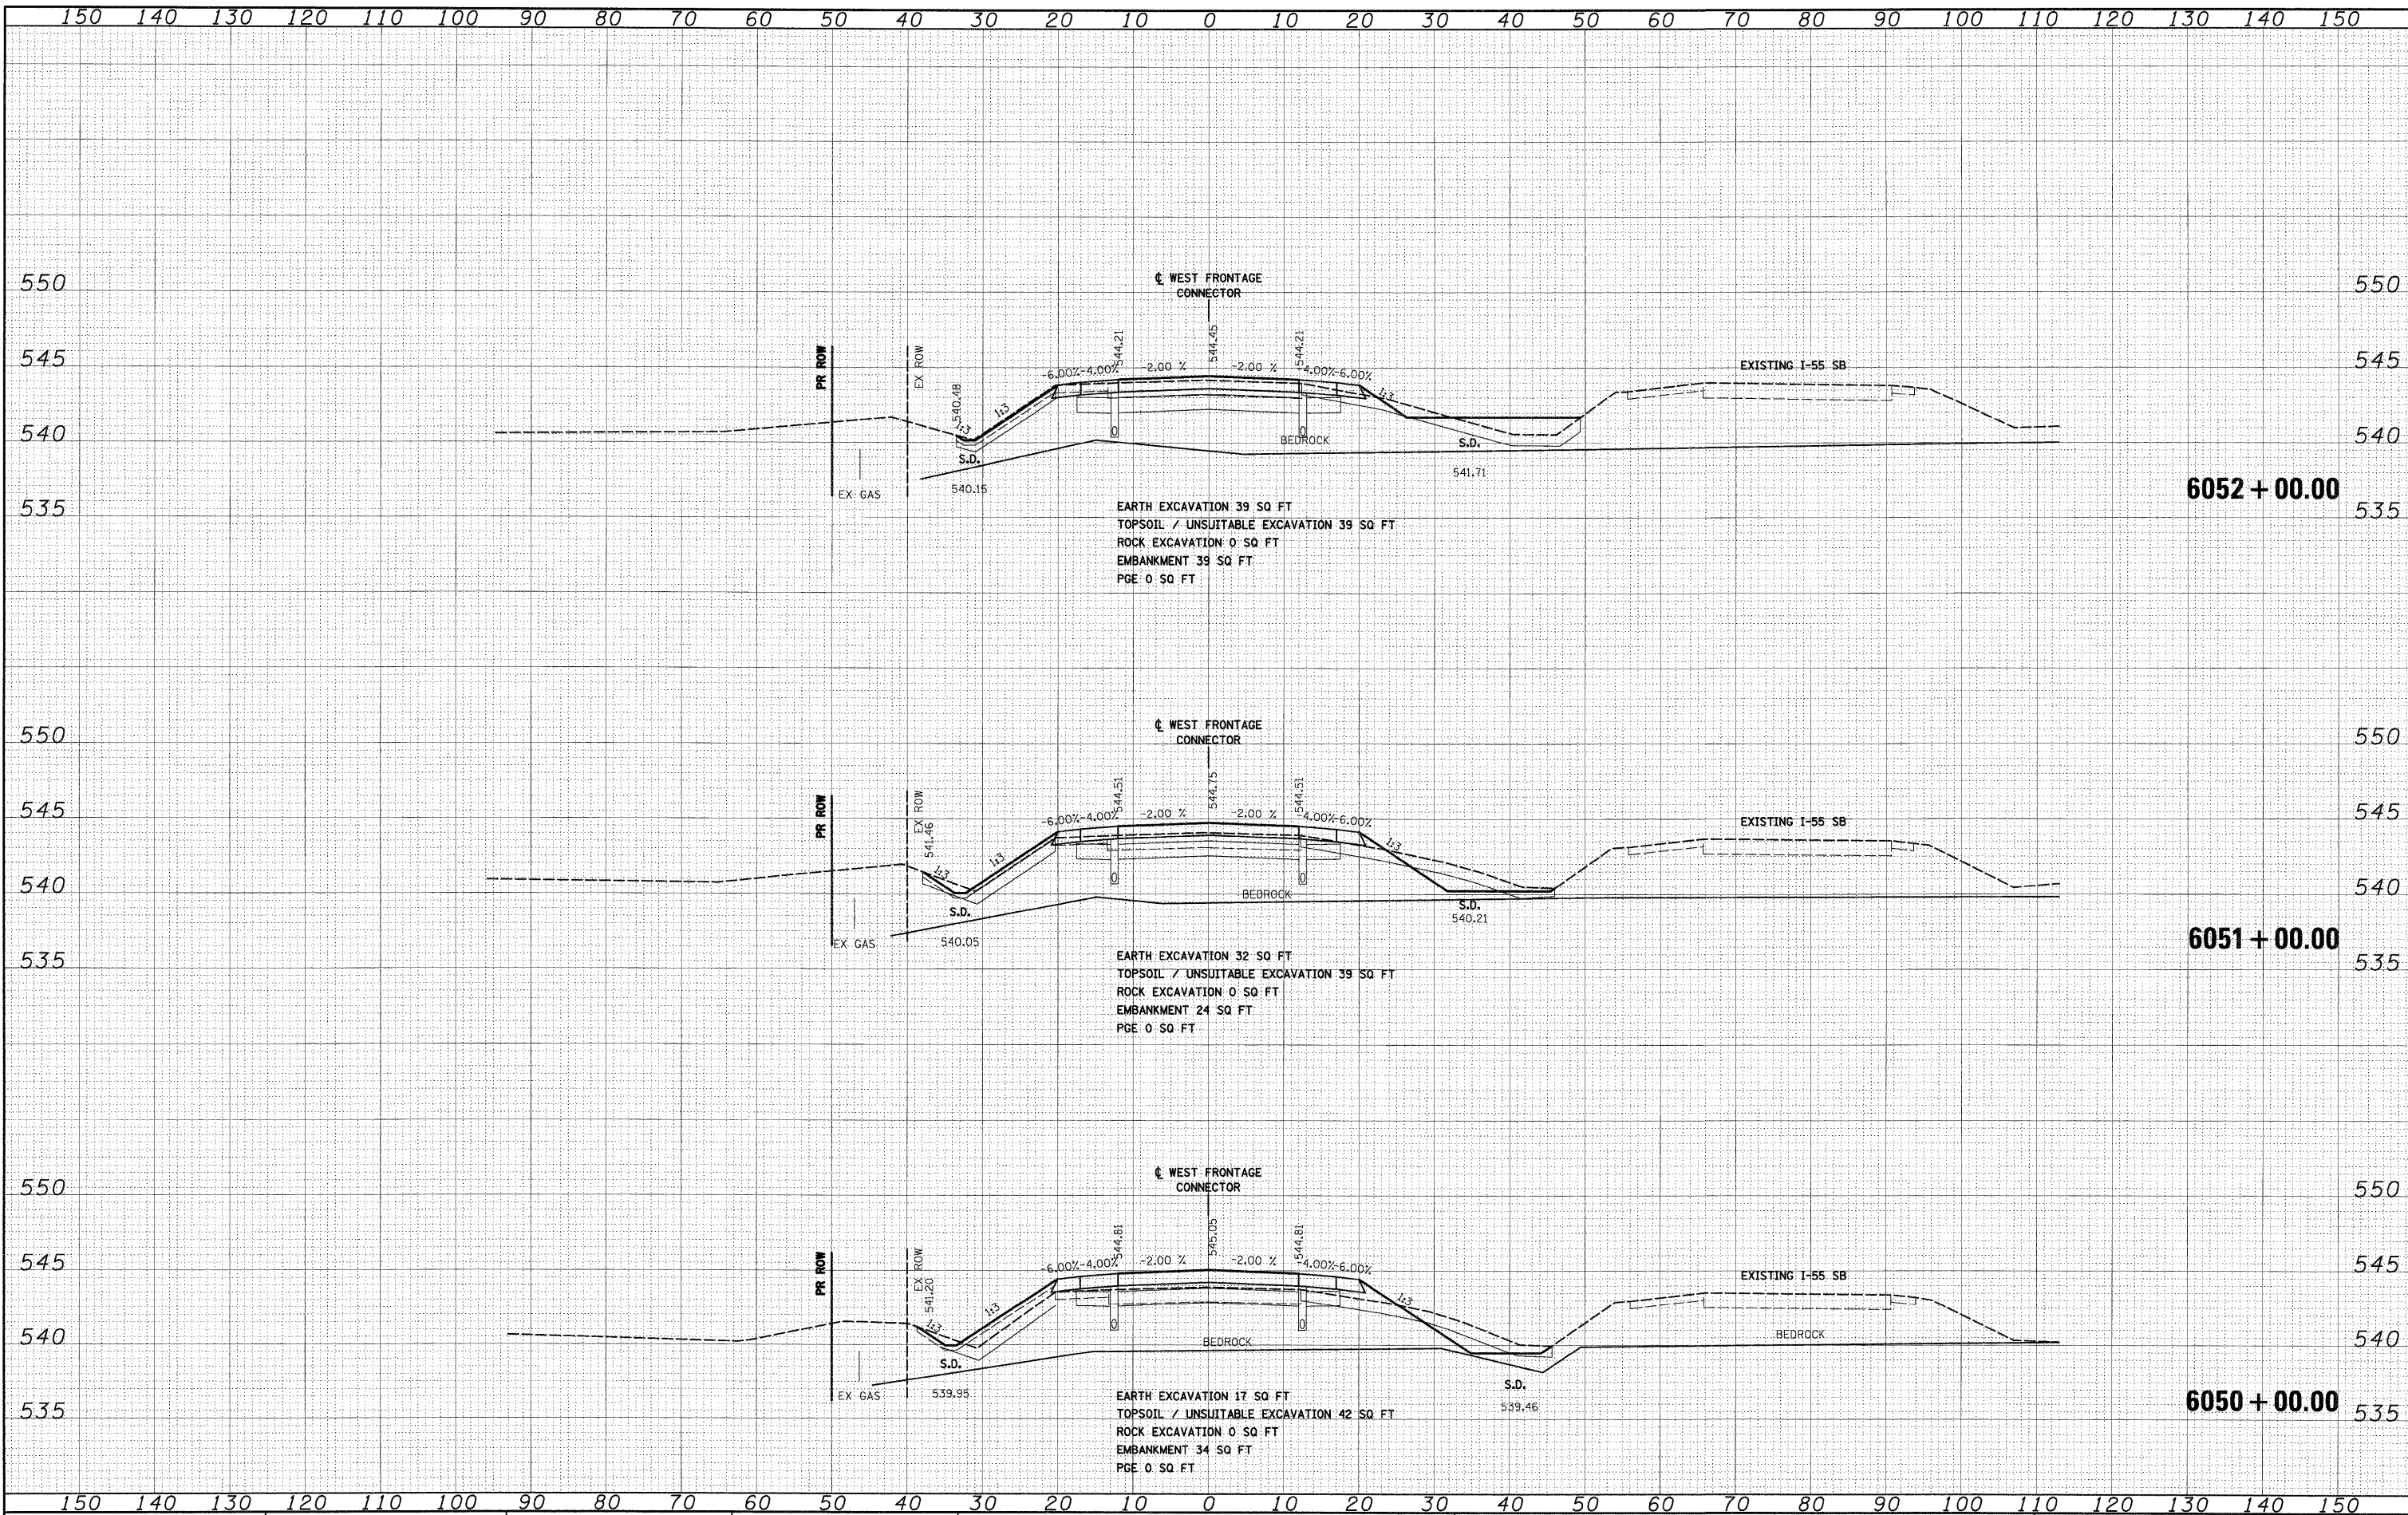 150 140 130 120 110 100 90 80 70 60 50 40 30 20 10 0 10 20 30 40 50 60 70 80 90 100 110 120 130 140 150
550 550
℄ WEST FRONTAGE
CONNECTOR
545 545
PR ROW
EX ROW
540.48
544.21
544.45
544.21
-6.00% -4.00% -2.00 % -2.00 % -4.00% -6.00%
1:3 1:3 1:3
EXISTING I-55 SB
540 540
BEDROCK
S.D.
540.15
S.D.
541.71
EX GAS
6052 + 00.00
535 535
EARTH EXCAVATION 39 SQ FT
TOPSOIL / UNSUITABLE EXCAVATION 39 SQ FT
ROCK EXCAVATION 0 SQ FT
EMBANKMENT 39 SQ FT
PGE 0 SQ FT
550 550
℄ WEST FRONTAGE
CONNECTOR
545 545
PR ROW
EX ROW
541.46
544.51
544.75
544.51
-6.00% -4.00% -2.00 % -2.00 % -4.00% -6.00%
1:3 1:3 1:3
EXISTING I-55 SB
540 540
BEDROCK
S.D.
540.05
S.D.
540.21
EX GAS
6051 + 00.00
535 535
EARTH EXCAVATION 32 SQ FT
TOPSOIL / UNSUITABLE EXCAVATION 39 SQ FT
ROCK EXCAVATION 0 SQ FT
EMBANKMENT 24 SQ FT
PGE 0 SQ FT
550 550
℄ WEST FRONTAGE
CONNECTOR
545 545
PR ROW
EX ROW
541.20
544.81
545.05
544.81
-6.00% -4.00% -2.00 % -2.00 % -4.00% -6.00%
1:3 1:3 1:3
EXISTING I-55 SB
540 540
BEDROCK
BEDROCK
S.D.
539.95
S.D.
539.46
EX GAS
6050 + 00.00
535 535
EARTH EXCAVATION 17 SQ FT
TOPSOIL / UNSUITABLE EXCAVATION 42 SQ FT
ROCK EXCAVATION 0 SQ FT
EMBANKMENT 34 SQ FT
PGE 0 SQ FT
150 140 130 120 110 100 90 80 70 60 50 40 30 20 10 0 10 20 30 40 50 60 70 80 90 100 110 120 130 140 150